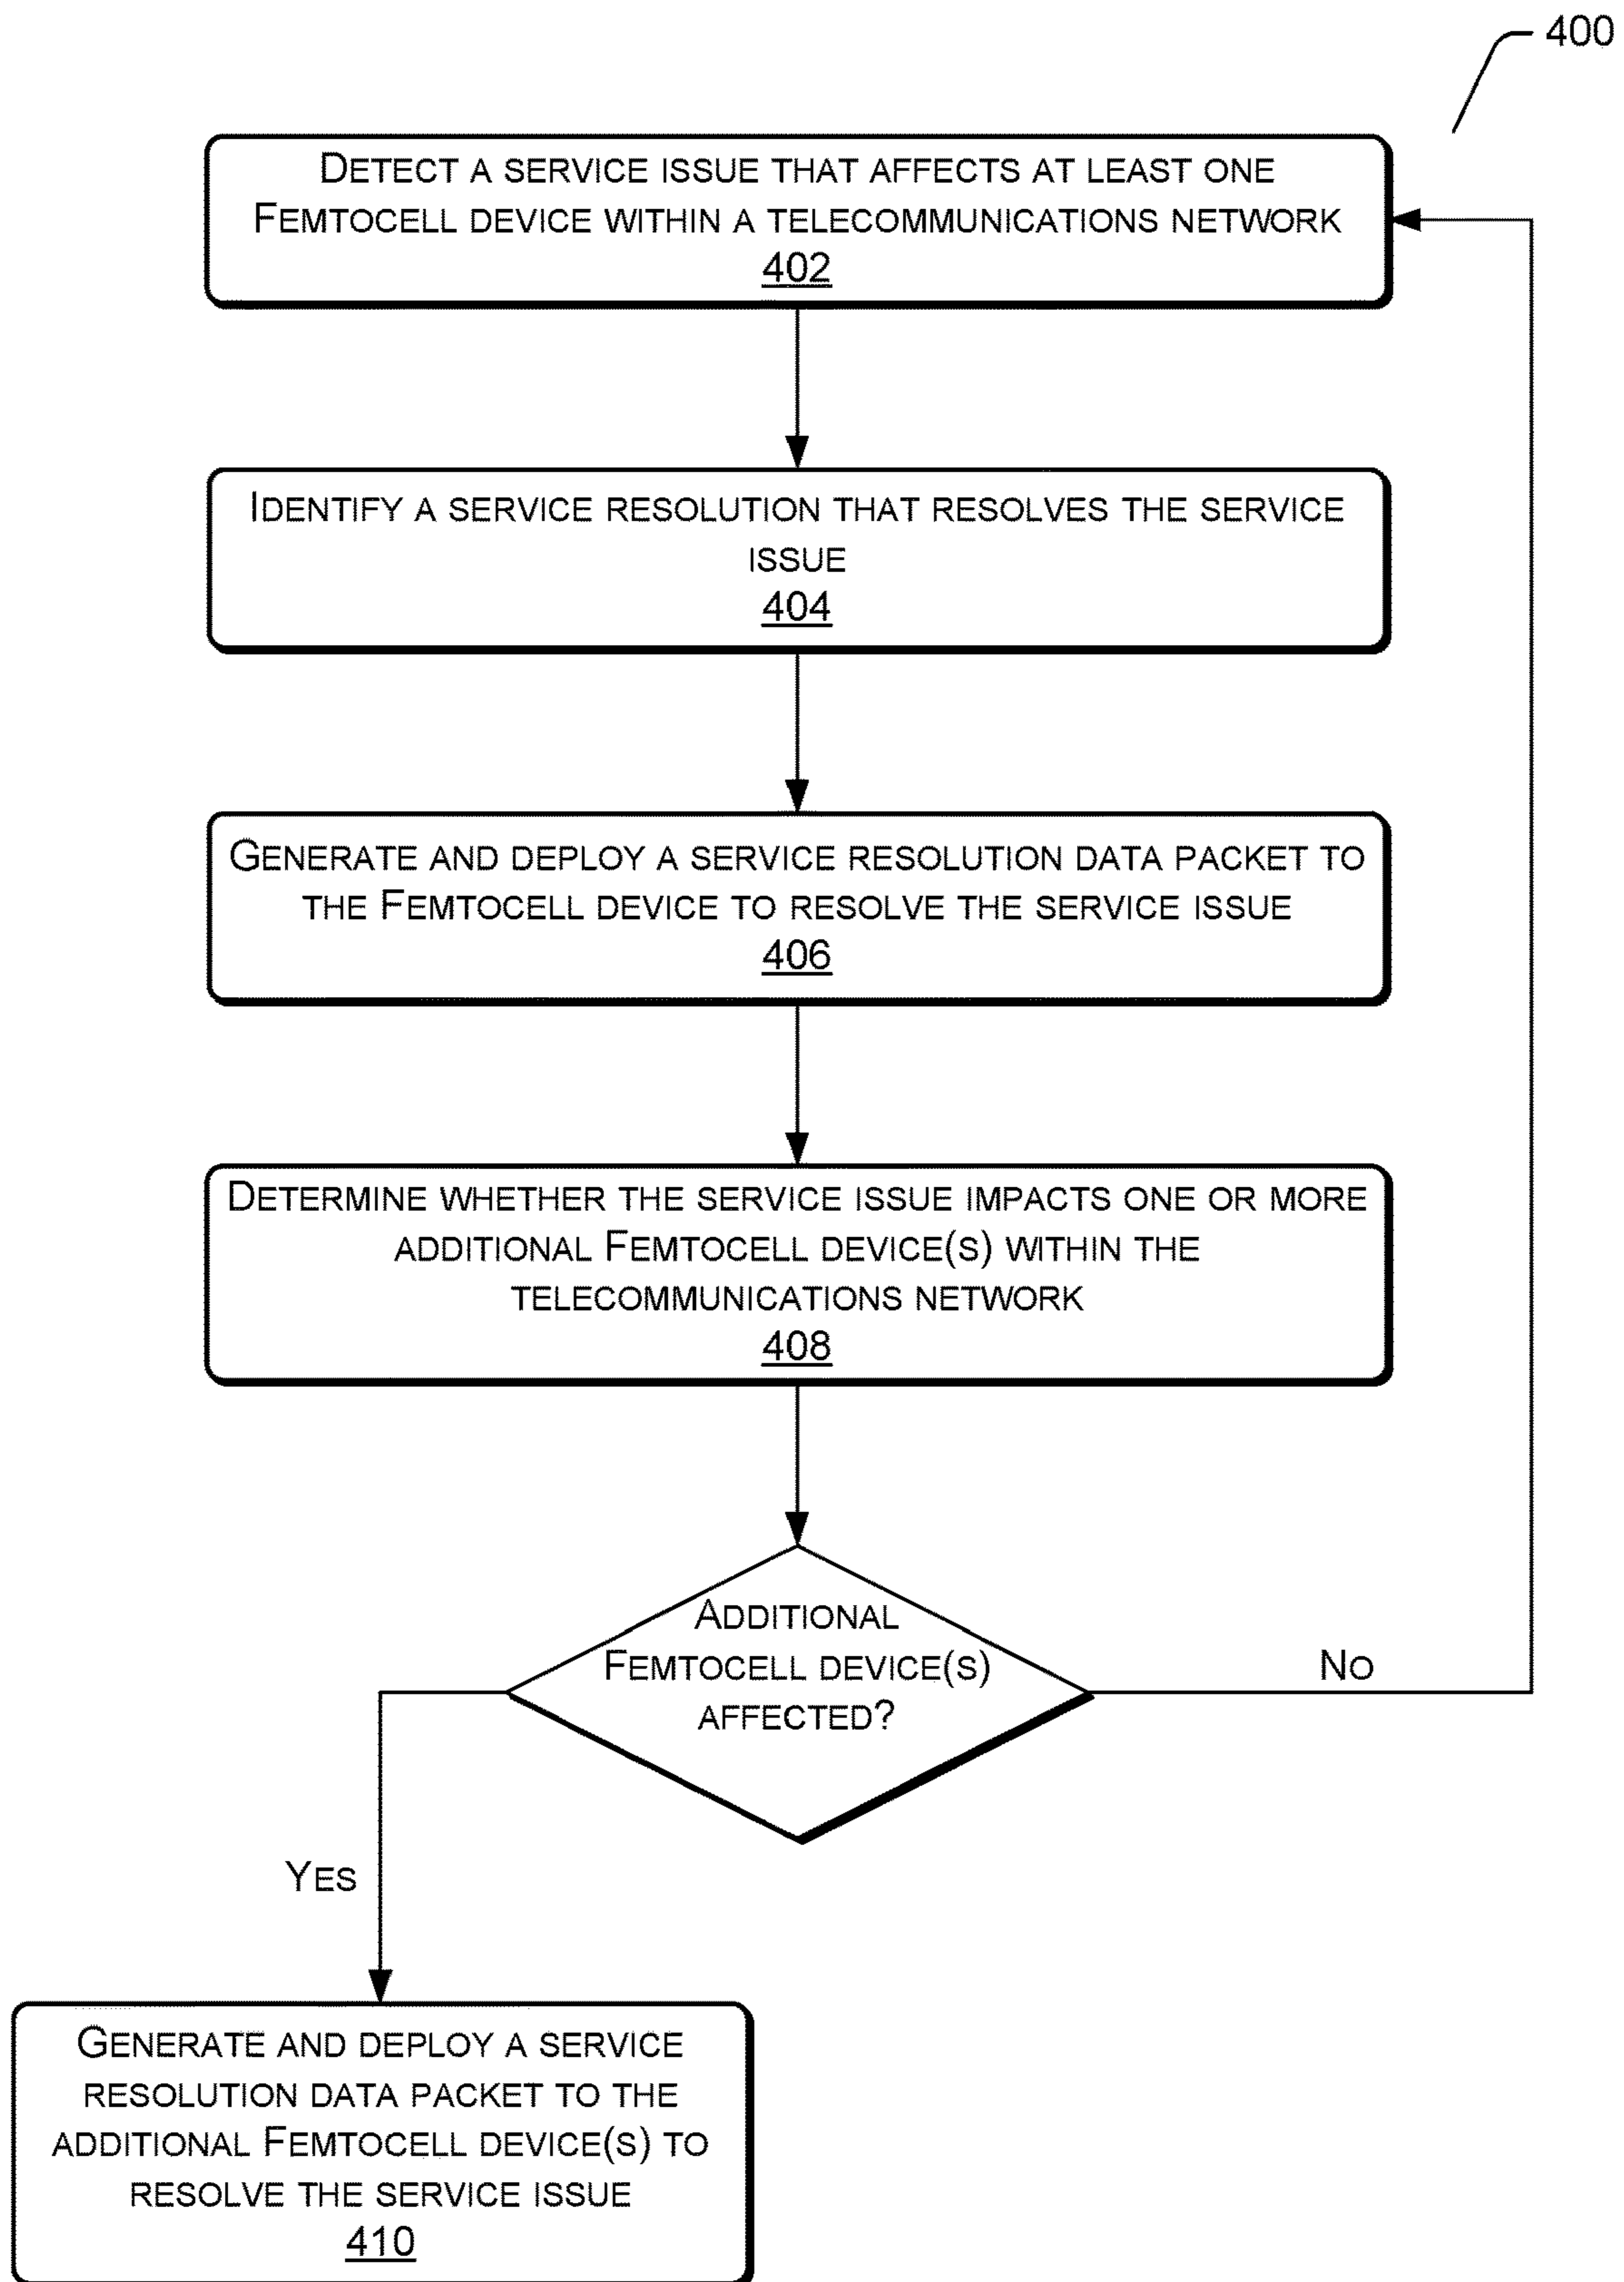 400
DETECT A SERVICE ISSUE THAT AFFECTS AT LEAST ONE
FEMTOCELL DEVICE WITHIN A TELECOMMUNICATIONS NETWORK
402
IDENTIFY A SERVICE RESOLUTION THAT RESOLVES THE SERVICE
ISSUE
404
GENERATE AND DEPLOY A SERVICE RESOLUTION DATA PACKET TO
THE FEMTOCELL DEVICE TO RESOLVE THE SERVICE ISSUE
406
DETERMINE WHETHER THE SERVICE ISSUE IMPACTS ONE OR MORE
ADDITIONAL FEMTOCELL DEVICE(S) WITHIN THE
TELECOMMUNICATIONS NETWORK
408
ADDITIONAL
FEMTOCELL DEVICE(S)
AFFECTED?
NO
YES
GENERATE AND DEPLOY A SERVICE
RESOLUTION DATA PACKET TO THE
ADDITIONAL FEMTOCELL DEVICE(S) TO
RESOLVE THE SERVICE ISSUE
410